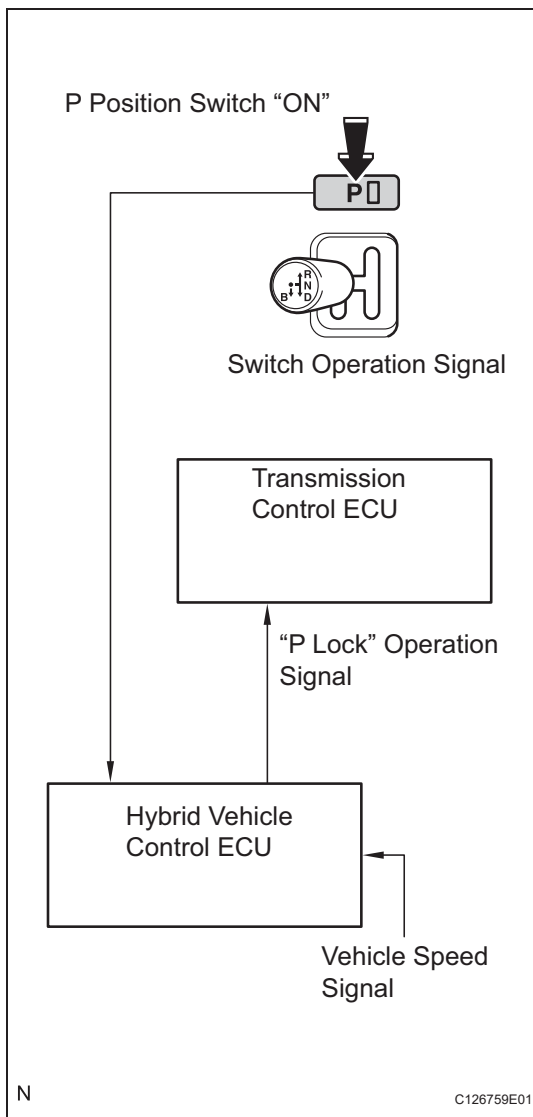 P Position Switch “ON”
P
R
N
B
D
Switch Operation Signal
Transmission
Control ECU
“P Lock” Operation
Signal
Hybrid Vehicle
Control ECU
Vehicle Speed
Signal
N
C126759E01